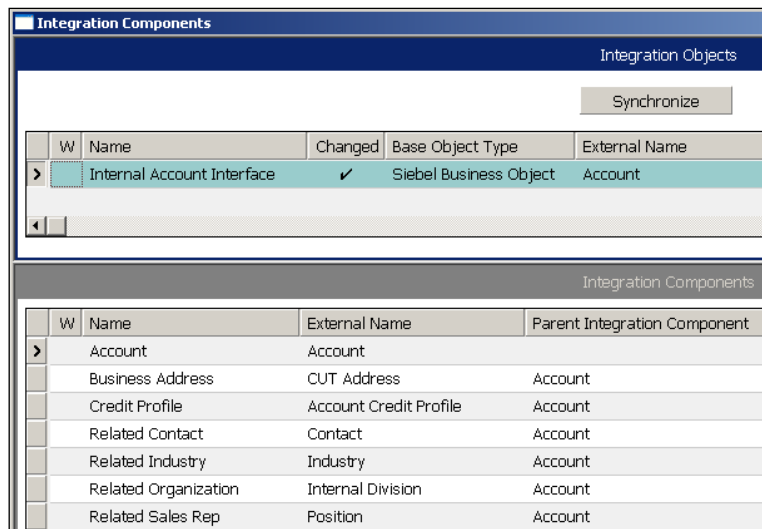 Integration Components
Integration Objects
Synchronize
W Name Changed Base Object Type External Name
> Internal Account Interface ✔ Siebel Business Object Account
Integration Components
W Name External Name Parent Integration Component
> Account Account
Business Address CUT Address Account
Credit Profile Account Credit Profile Account
Related Contact Contact Account
Related Industry Industry Account
Related Organization Internal Division Account
Related Sales Rep Position Account